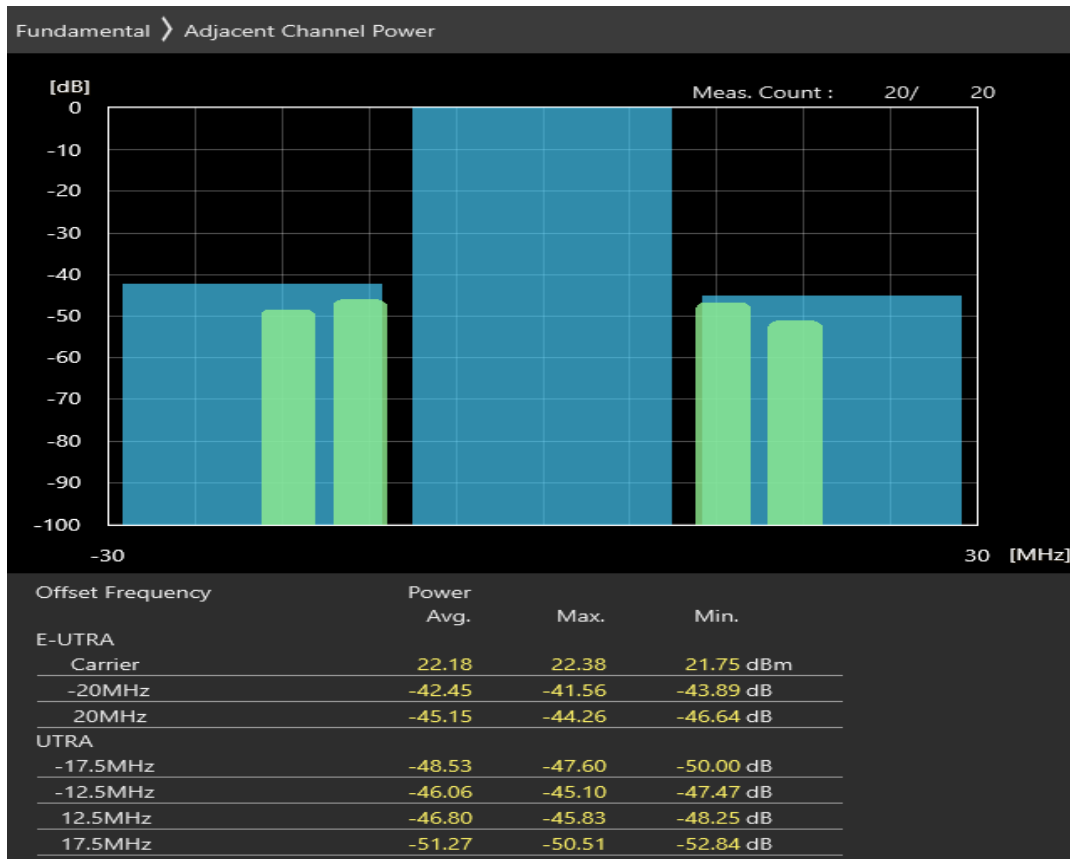 Fundamental ❯ Adjacent Channel Power
[dB]
Meas. Count : 20/ 20
0
-10
-20
-30
-40
-50
-60
-70
-80
-90
-100
-30 30 [MHz]
Offset Frequency Power
Avg. Max. Min.
E-UTRA
Carrier 22.18 22.38 21.75 dBm
-20MHz -42.45 -41.56 -43.89 dB
20MHz -45.15 -44.26 -46.64 dB
UTRA
-17.5MHz -48.53 -47.60 -50.00 dB
-12.5MHz -46.06 -45.10 -47.47 dB
12.5MHz -46.80 -45.83 -48.25 dB
17.5MHz -51.27 -50.51 -52.84 dB